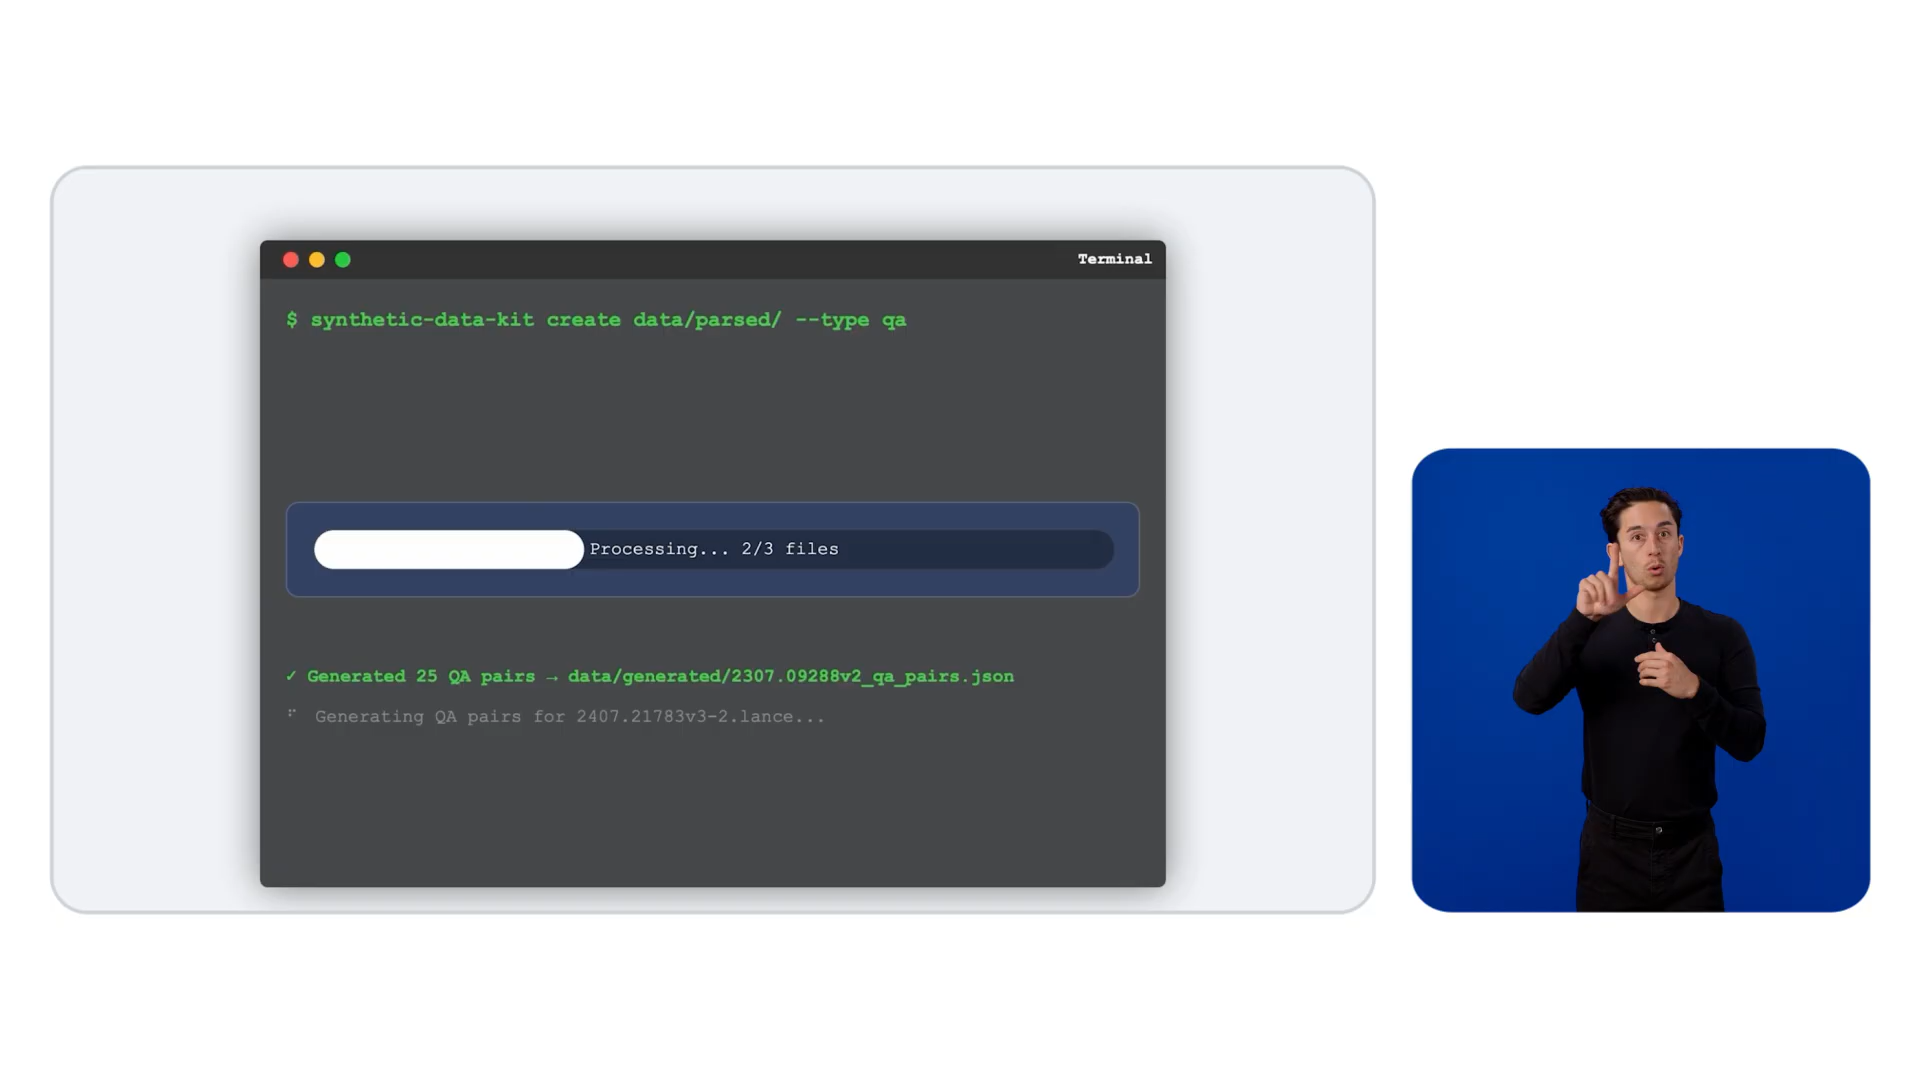 Terminal
$ synthetic-data-kit create data/parsed/ --type qa
Processing... 2/3 files
✓ Generated 25 QA pairs → data/generated/2307.09288v2_qa_pairs.json
⠋ Generating QA pairs for 2407.21783v3-2.lance...